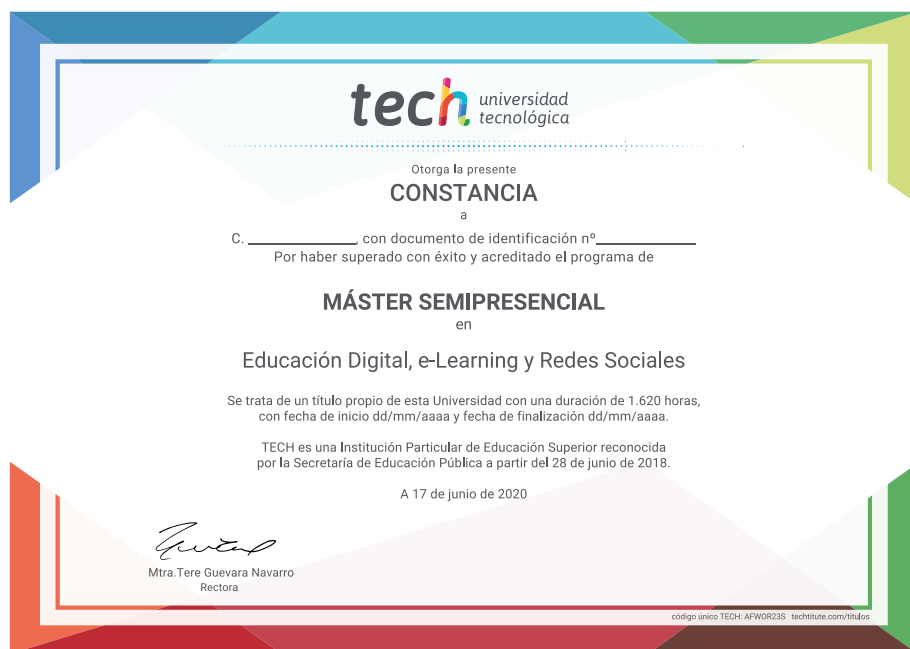 tech universidad
tecnológica
Otorga la presente
CONSTANCIA
a
C. ____________, con documento de identificación nº____________
Por haber superado con éxito y acreditado el programa de
MÁSTER SEMIPRESENCIAL
en
Educación Digital, e-Learning y Redes Sociales
Se trata de un título propio de esta Universidad con una duración de 1.620 horas,
con fecha de inicio dd/mm/aaaa y fecha de finalización dd/mm/aaaa.
TECH es una Institución Particular de Educación Superior reconocida
por la Secretaría de Educación Pública a partir del 28 de junio de 2018.
A 17 de junio de 2020
Mtra.Tere Guevara Navarro
Rectora
código único TECH: AFWOR23S techtitute.com/titulos